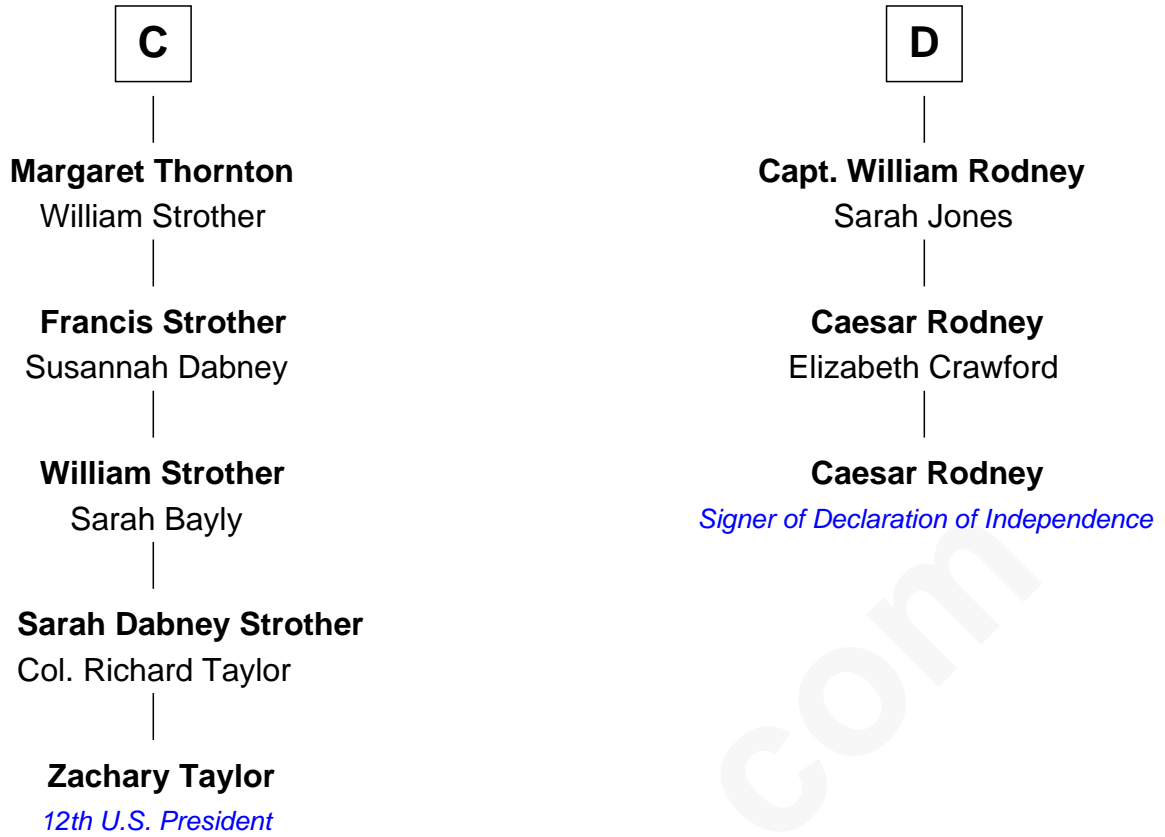 C
Margaret Thornton
William Strother
Francis Strother
Susannah Dabney
William Strother
Sarah Bayly
Sarah Dabney Strother
Col. Richard Taylor
Zachary Taylor
12th U.S. President
D
Capt. William Rodney
Sarah Jones
Caesar Rodney
Elizabeth Crawford
Caesar Rodney
Signer of Declaration of Independence
com